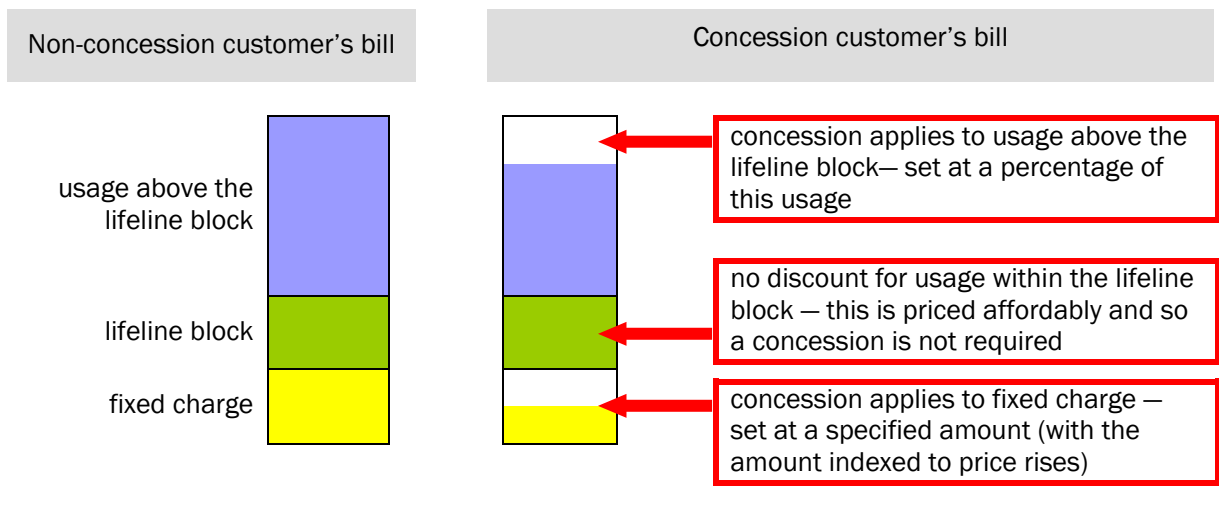 Non-concession customer’s bill
Concession customer’s bill
usage above the
lifeline block
lifeline block
fixed charge
concession applies to usage above the
lifeline block— set at a percentage of
this usage
no discount for usage within the lifeline
block — this is priced affordably and so
a concession is not required
concession applies to fixed charge —
set at a specified amount (with the
amount indexed to price rises)